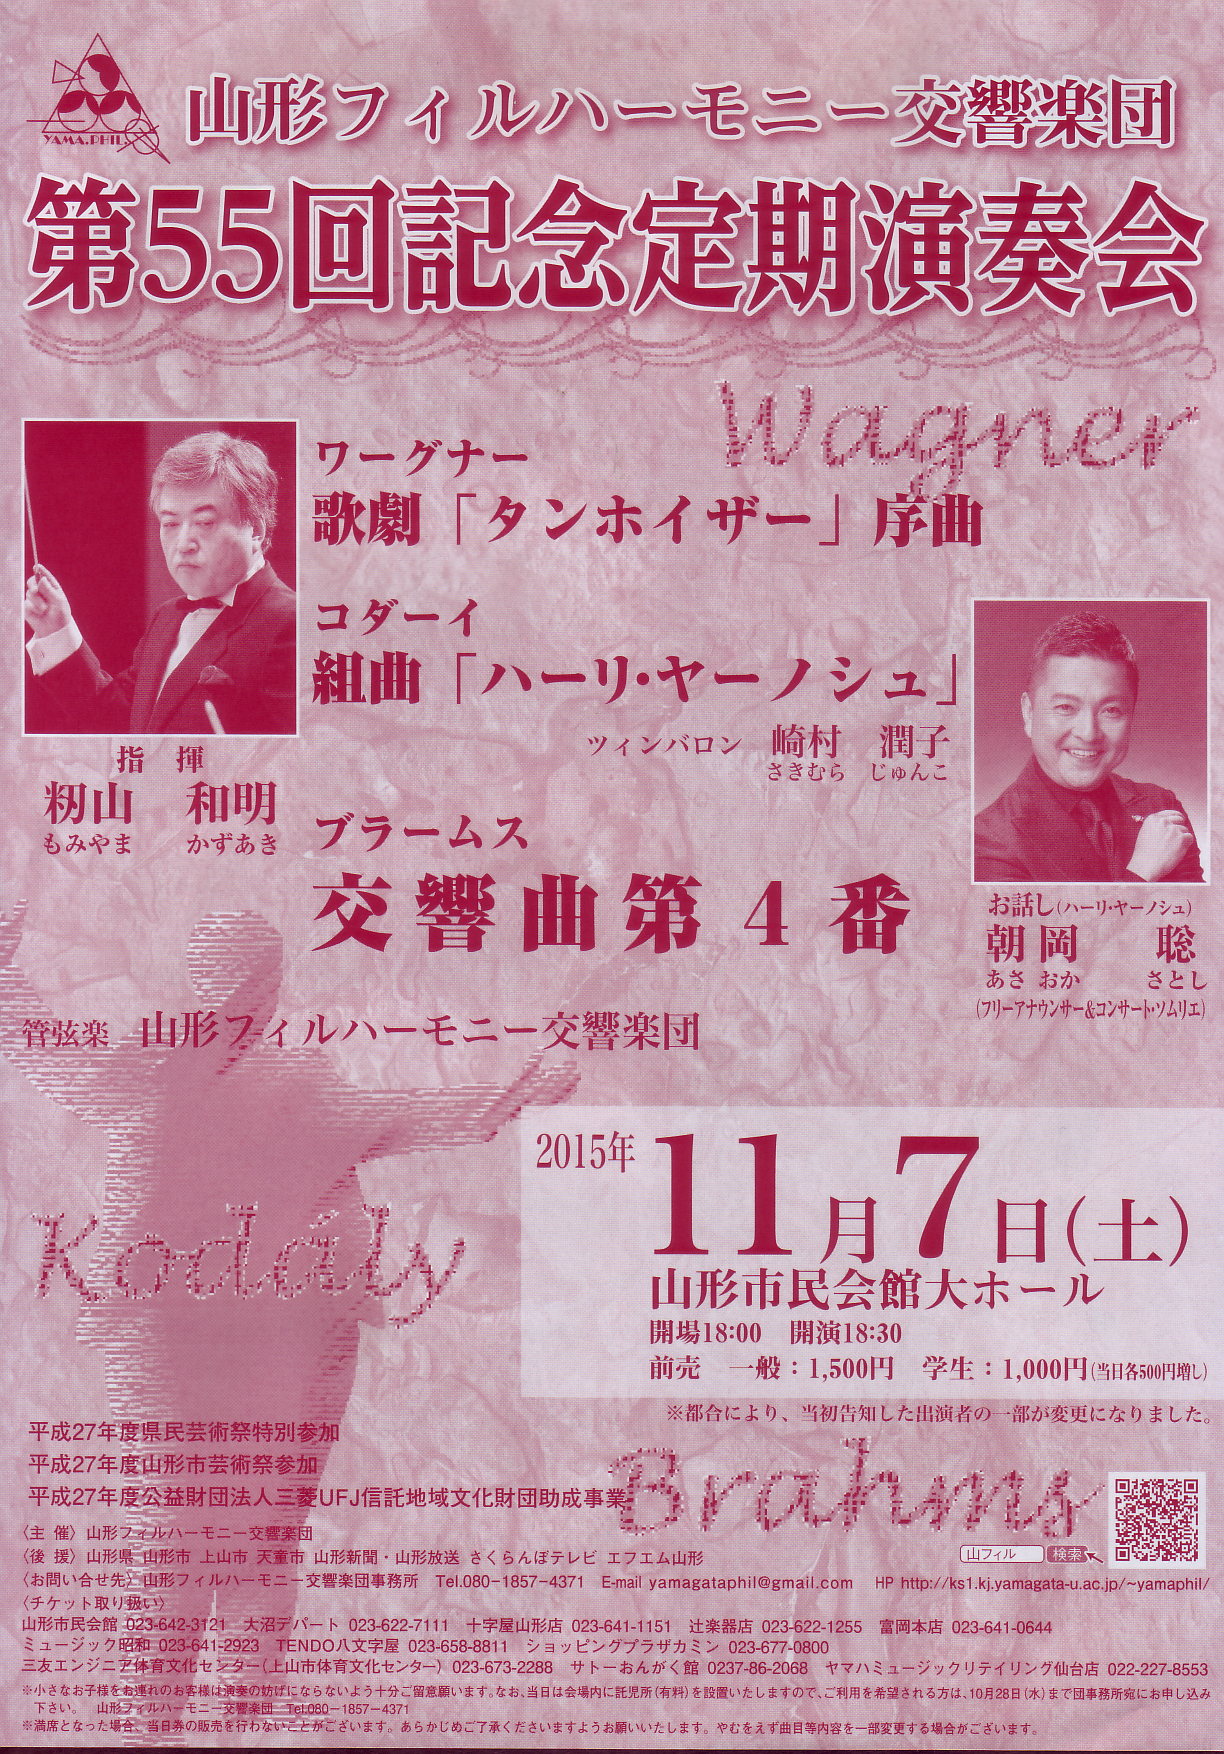 YAMA.PHIL.
山形フィルハーモニー交響楽団
第55回記念定期演奏会
Wagner
ワーグナー
歌劇「タンホイザー」序曲
コダーイ
組曲「ハーリ・ヤーノシュ」
ツィンバロン 崎村 潤子
さきむら じゅんこ
指 揮
籾山 和明
もみやま かずあき
ブラームス
交響曲第4番
お話し(ハーリ・ヤーノシュ)
朝岡 聡
あさ おか さとし
(フリーアナウンサー&コンサート・ソムリエ)
管弦楽 山形フィルハーモニー交響楽団
2015年 11月7日(土)
山形市民会館大ホール
開場18:00 開演18:30
前売 一般:1,500円 学生:1,000円(当日各500円増し)
※都合により、当初告知した出演者の一部が変更になりました。
Kodály
Brahms
平成27年度県民芸術祭特別参加
平成27年度山形市芸術祭参加
平成27年度公益財団法人三菱UFJ信託地域文化財団助成事業
山フィル 検索
〈主 催〉山形フィルハーモニー交響楽団
〈後 援〉山形県 山形市 上山市 天童市 山形新聞・山形放送 さくらんぼテレビ エフエム山形
〈お問い合せ先〉山形フィルハーモニー交響楽団事務所 Tel.080-1857-4371 E-mail yamagataphil@gmail.com HP http://ks1.kj.yamagata-u.ac.jp/~yamaphil/
〈チケット取り扱い〉
山形市民会館 023-642-3121 大沼デパート 023-622-7111 十字屋山形店 023-641-1151 辻楽器店 023-622-1255 富岡本店 023-641-0644
ミュージック昭和 023-641-2923 TENDO八文字屋 023-658-8811 ショッピングプラザカミン 023-677-0800
三友エンジニア体育文化センター(上山市体育文化センター) 023-673-2288 サトーおんがく館 0237-86-2068 ヤマハミュージックリテイリング仙台店 022-227-8553
※小さなお子様をお連れのお客様は演奏の妨げにならないよう十分ご留意願います。なお、当日は会場内に託児所(有料)を設置いたしますので、ご利用を希望される方は、10月28日(水)まで団事務所宛にお申し込み
下さい。 山形フィルハーモニー交響楽団 Tel.080-1857-4371
※満席となった場合、当日券の販売を行わないことがございます。あらかじめご了承くださいますようお願いいたします。やむをえず曲目等内容を一部変更する場合がございます。